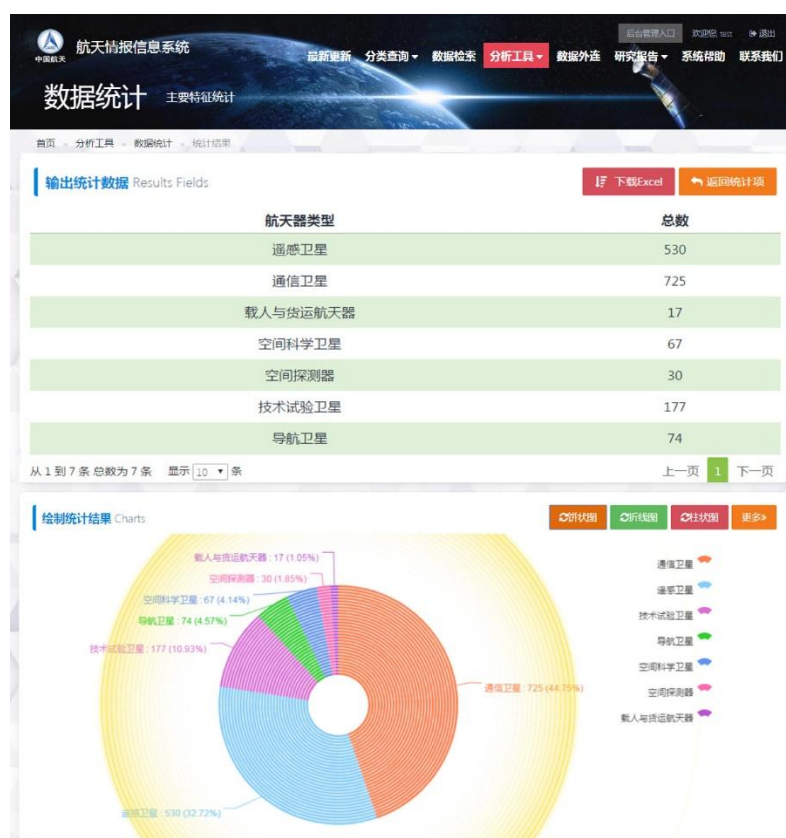 后台管理入口 欢迎您, test 退出
航天情报信息系统
中国航天
最新更新 分类查询 数据检索 分析工具 数据外连 研究报告 系统帮助 联系我们
数据统计 主要特征统计
首页 » 分析工具 » 数据统计 » 统计结果
输出统计数据 Results Fields 下载Excel 返回统计项
航天器类型 总数
遥感卫星 530
通信卫星 725
载人与货运航天器 17
空间科学卫星 67
空间探测器 30
技术试验卫星 177
导航卫星 74
从 1 到 7 条 总数为 7 条 显示 10 条 上一页 1 下一页
绘制统计结果 Charts 饼状图 折线图 柱状图 更多»
载人与货运航天器 : 17 (1.05%)
空间探测器 : 30 (1.85%)
空间科学卫星 : 67 (4.14%)
导航卫星 : 74 (4.57%)
技术试验卫星 : 177 (10.93%)
通信卫星 : 725 (44.75%)
遥感卫星 : 530 (32.72%)
通信卫星
遥感卫星
技术试验卫星
导航卫星
空间科学卫星
空间探测器
载人与货运航天器